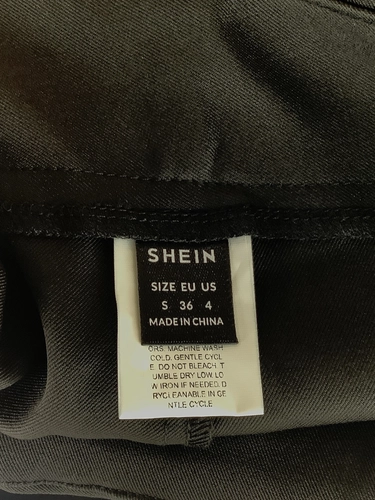 SHEIN
SIZE EU US
S 36 4
MADE IN CHINA
ORS. MACHINE WASH
COLD. GENTLE CYCL
E. DO NOT BLEACH. T
UMBLE DRY LOW. LO
W IRON IF NEEDED. D
RYCLEANABLE IN GE
NTLE CYCLE